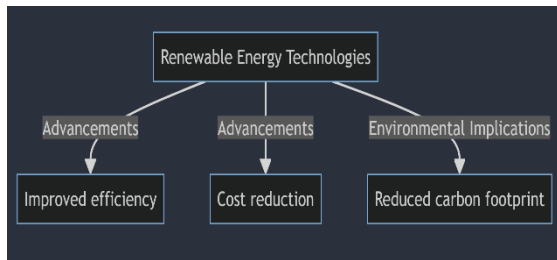 Renewable Energy Technologies
Advancements
Advancements
Environmental Implications
Improved efficiency
Cost reduction
Reduced carbon footprint